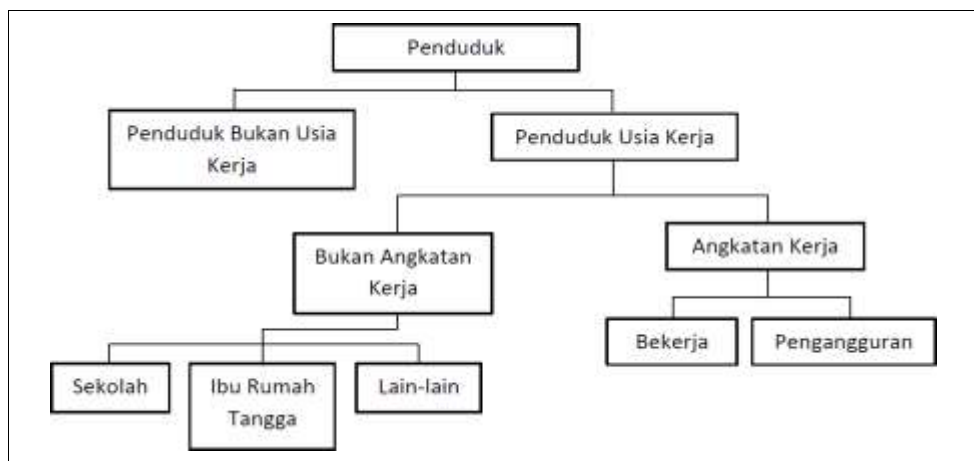 Penduduk
Penduduk Bukan Usia
Kerja
Penduduk Usia Kerja
Bukan Angkatan
Kerja
Angkatan Kerja
Bekerja
Pengangguran
Sekolah
Ibu Rumah
Tangga
Lain-lain